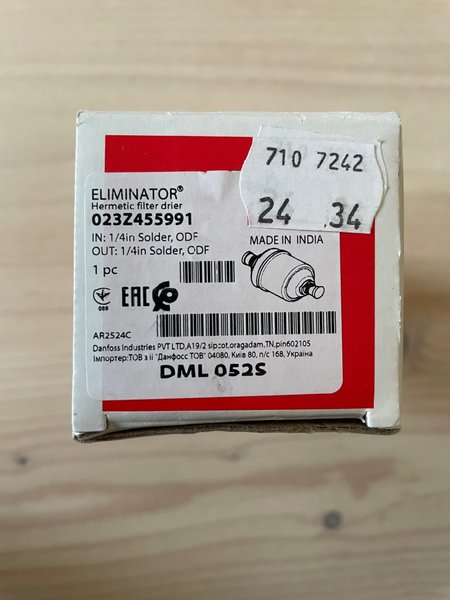 710 7242
24 34
ELIMINATOR®
Hermetic filter drier
023Z455991
IN: 1/4in Solder, ODF
OUT: 1/4in Solder, ODF
MADE IN INDIA
1 pc
089
EAC
AR2524C
Danfoss Industries PVT LTD,A19/2 sipcot,oragadam,TN,pin602105
Імпортер:ТОВ з іі "Данфосс ТОВ" 04080, Київ 80, п/с 168, Україна
DML 052S